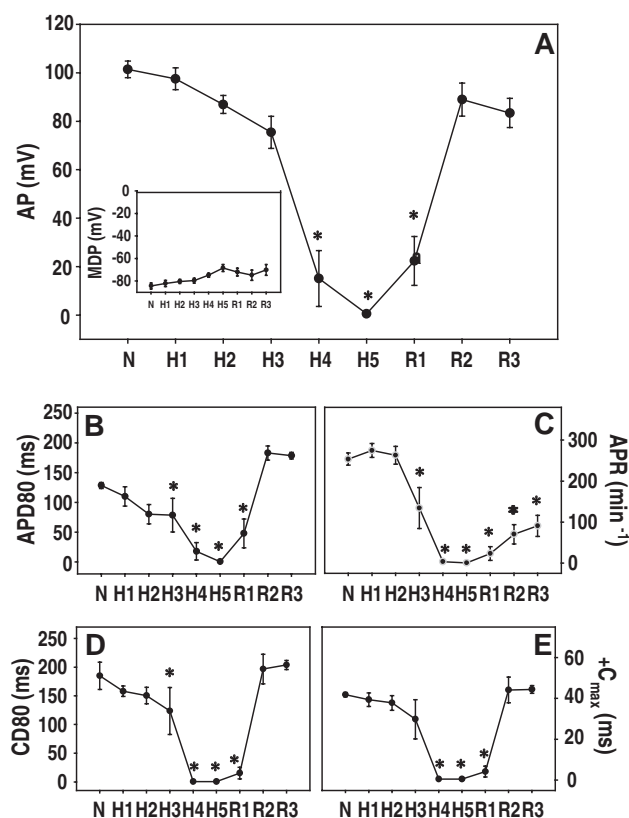 A
120
100
80
60
40
20
0
AP (mV)
0
-20
-40
-60
-80
MDP (mV)
N H1 H2 H3 H4 H5 R1 R2 R3
* * *
N H1 H2 H3 H4 H5 R1 R2 R3
B
250
200
150
100
50
0
APD80 (ms)
* * * *
N H1 H2 H3 H4 H5 R1 R2 R3
C
300
200
100
0
APR (min -1)
* * * * * *
N H1 H2 H3 H4 H5 R1 R2 R3
D
250
200
150
100
50
0
CD80 (ms)
* * * *
N H1 H2 H3 H4 H5 R1 R2 R3
E
60
40
20
0
+Cmax (ms)
* * *
N H1 H2 H3 H4 H5 R1 R2 R3